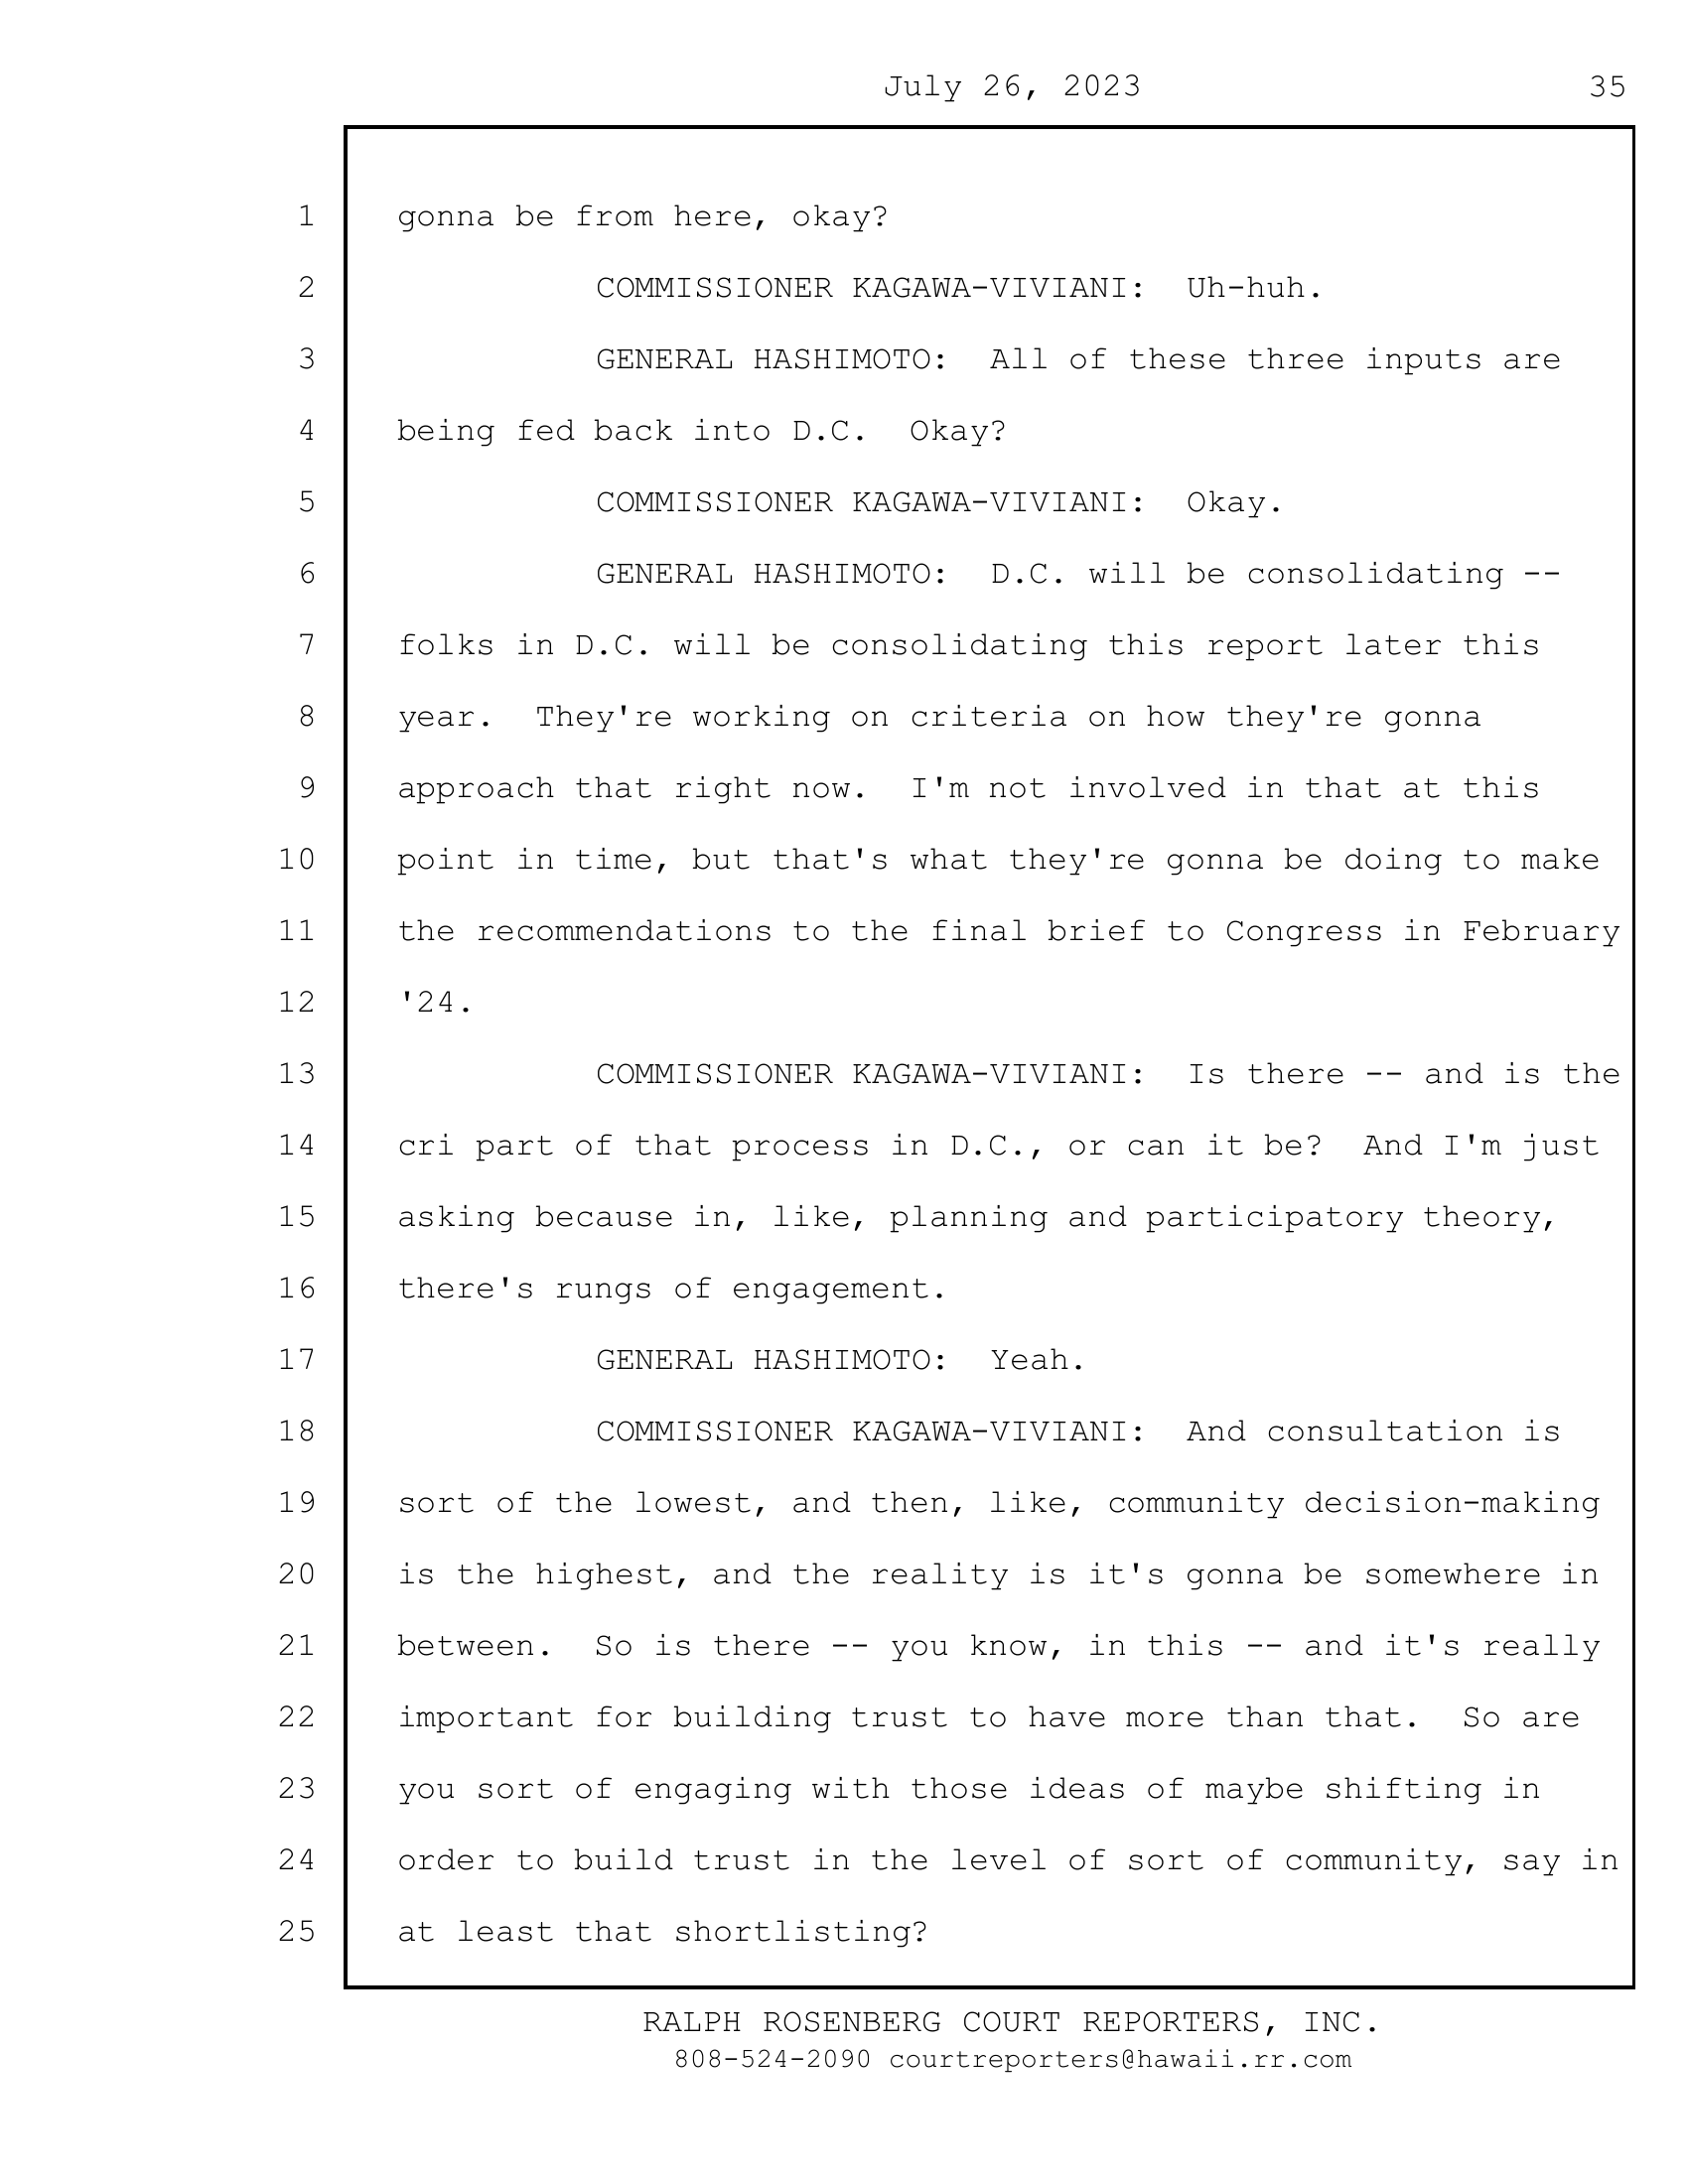 July 26, 2023 35
1 gonna be from here, okay?
2 COMMISSIONER KAGAWA-VIVIANI: Uh-huh.
3 GENERAL HASHIMOTO: All of these three inputs are
4 being fed back into D.C. Okay?
5 COMMISSIONER KAGAWA-VIVIANI: Okay.
6 GENERAL HASHIMOTO: D.C. will be consolidating --
7 folks in D.C. will be consolidating this report later this
8 year. They're working on criteria on how they're gonna
9 approach that right now. I'm not involved in that at this
10 point in time, but that's what they're gonna be doing to make
11 the recommendations to the final brief to Congress in February
12 '24.
13 COMMISSIONER KAGAWA-VIVIANI: Is there -- and is the
14 cri part of that process in D.C., or can it be? And I'm just
15 asking because in, like, planning and participatory theory,
16 there's rungs of engagement.
17 GENERAL HASHIMOTO: Yeah.
18 COMMISSIONER KAGAWA-VIVIANI: And consultation is
19 sort of the lowest, and then, like, community decision-making
20 is the highest, and the reality is it's gonna be somewhere in
21 between. So is there -- you know, in this -- and it's really
22 important for building trust to have more than that. So are
23 you sort of engaging with those ideas of maybe shifting in
24 order to build trust in the level of sort of community, say in
25 at least that shortlisting?
RALPH ROSENBERG COURT REPORTERS, INC.
808-524-2090 courtreporters@hawaii.rr.com